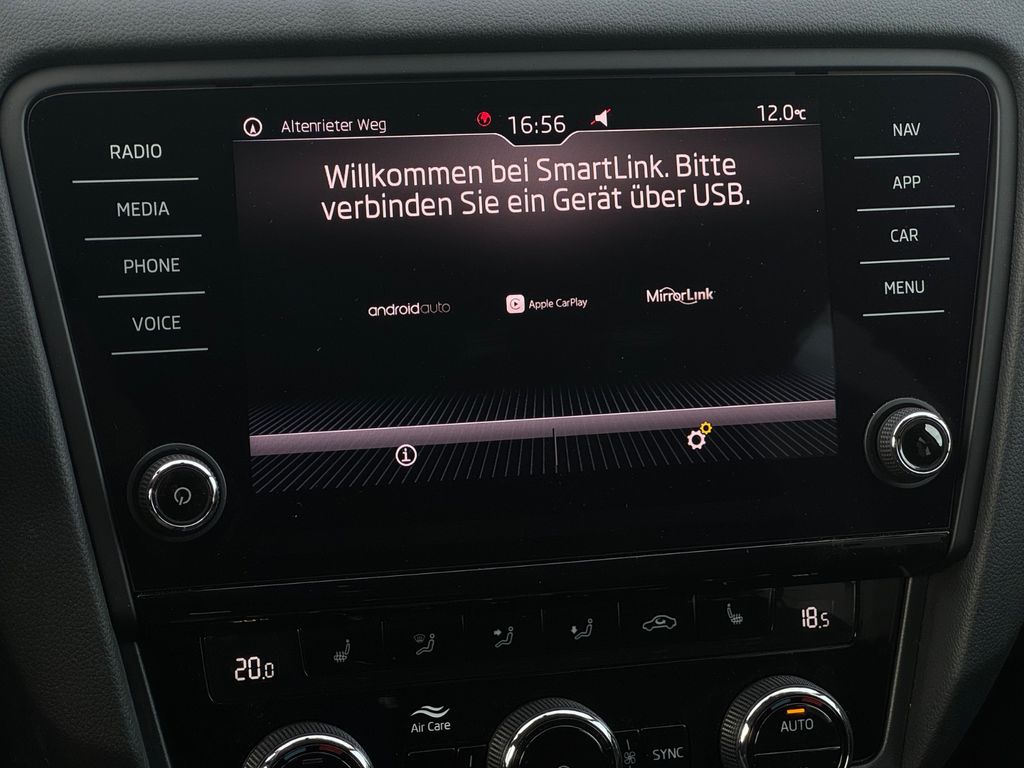 Altenrieter Weg
16:56
12.0°C
RADIO
MEDIA
PHONE
VOICE
Willkommen bei SmartLink. Bitte
verbinden Sie ein Gerät über USB.
androidauto
Apple CarPlay
MirrorLink
NAV
APP
CAR
MENU
20.0
18.5
Air Care
SYNC
AUTO